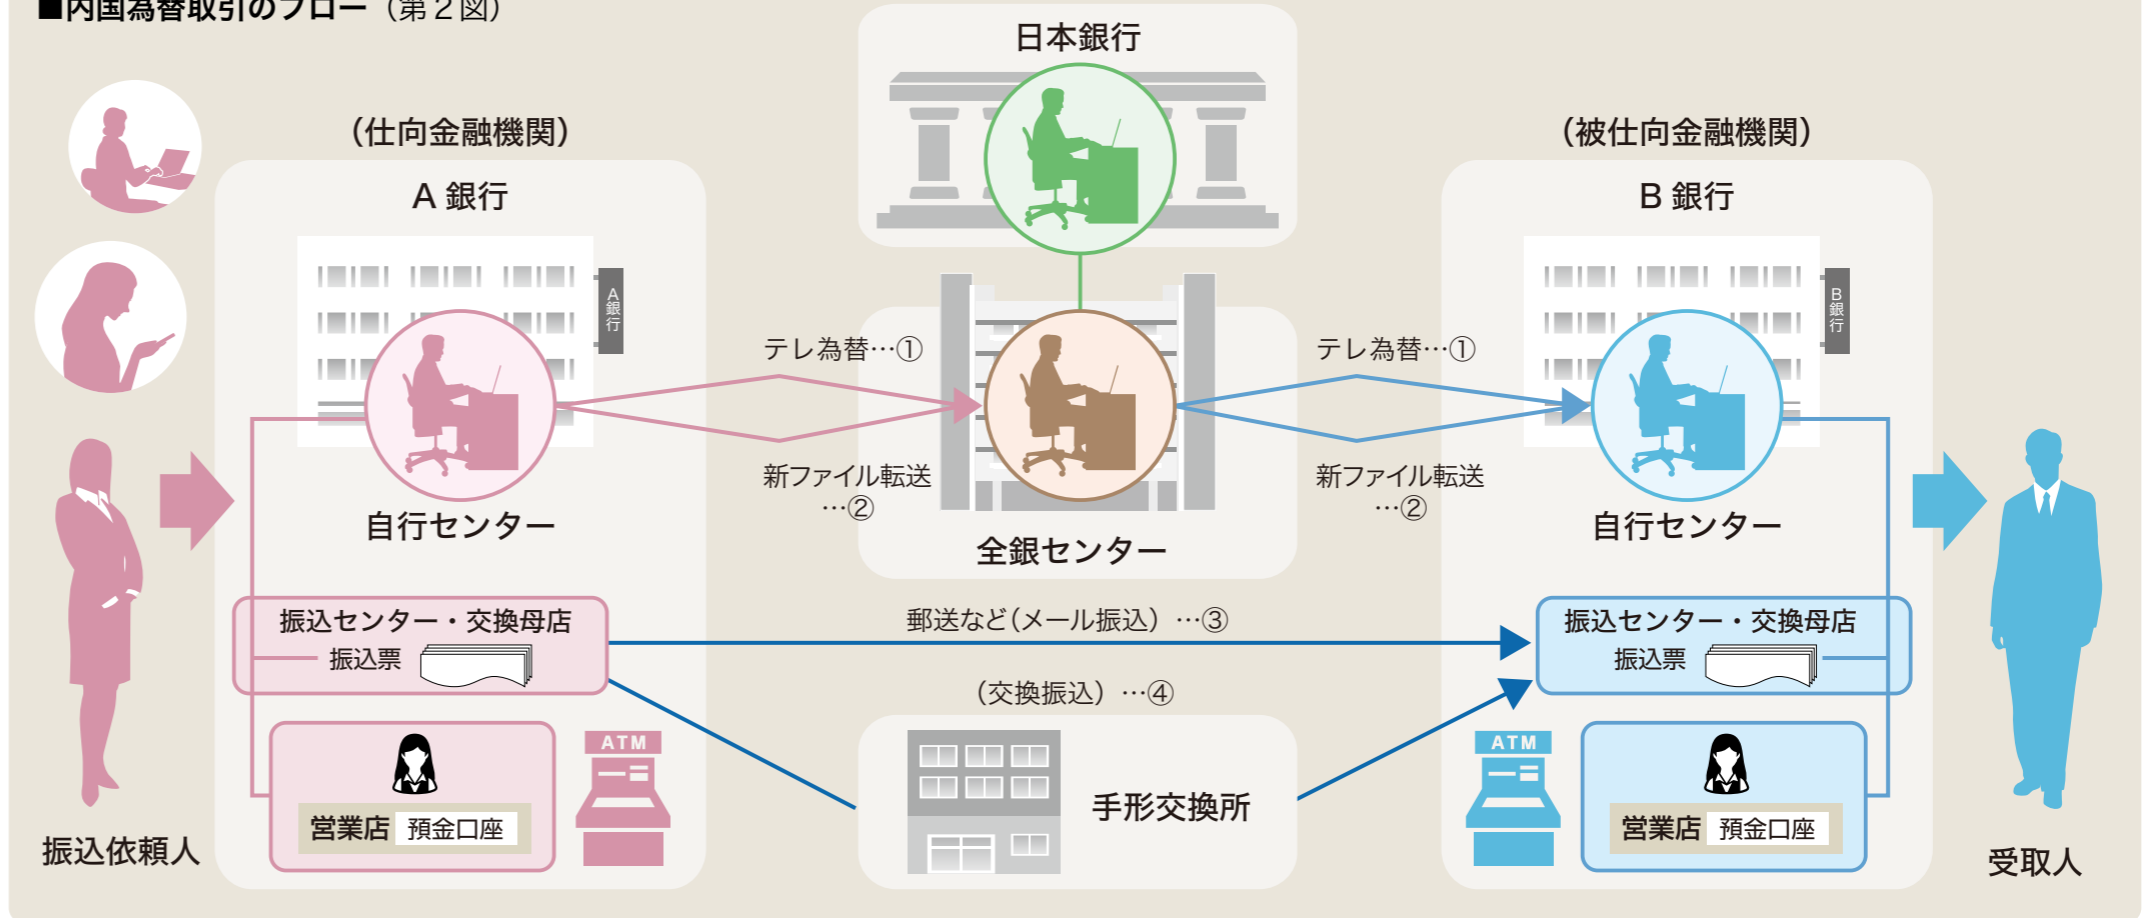 ■内国為替取引のフロー（第２図）
日本銀行
（仕向金融機関）
A 銀行
A銀行
自行センター
テレ為替…①
新ファイル転送
…②
全銀センター
テレ為替…①
新ファイル転送
…②
（被仕向金融機関）
B 銀行
B銀行
自行センター
振込センター・交換母店
振込票
郵送など（メール振込）…③
（交換振込）…④
振込センター・交換母店
振込票
ATM
営業店 預金口座
手形交換所
ATM
営業店 預金口座
振込依頼人
受取人